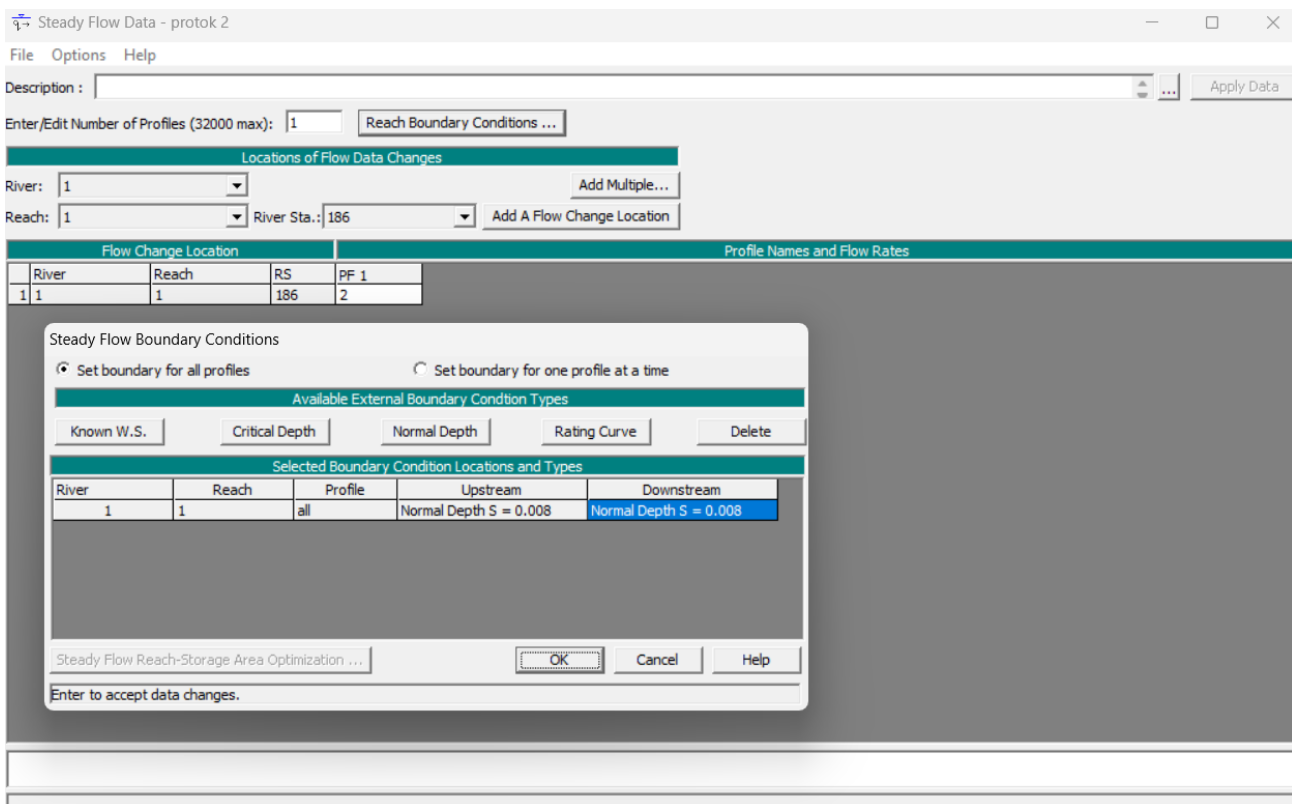 Steady Flow Data - protok 2
File Options Help
Description : ... Apply Data
Enter/Edit Number of Profiles (32000 max): 1 Reach Boundary Conditions ...
Locations of Flow Data Changes
River: 1 Add Multiple...
Reach: 1 River Sta.: 186 Add A Flow Change Location
Flow Change Location Profile Names and Flow Rates
River Reach RS PF 1
1 1 1 186 2
Steady Flow Boundary Conditions
Set boundary for all profiles Set boundary for one profile at a time
Available External Boundary Condtion Types
Known W.S. Critical Depth Normal Depth Rating Curve Delete
Selected Boundary Condition Locations and Types
River Reach Profile Upstream Downstream
1 1 all Normal Depth S = 0.008 Normal Depth S = 0.008
Steady Flow Reach-Storage Area Optimization ... OK Cancel Help
Enter to accept data changes.